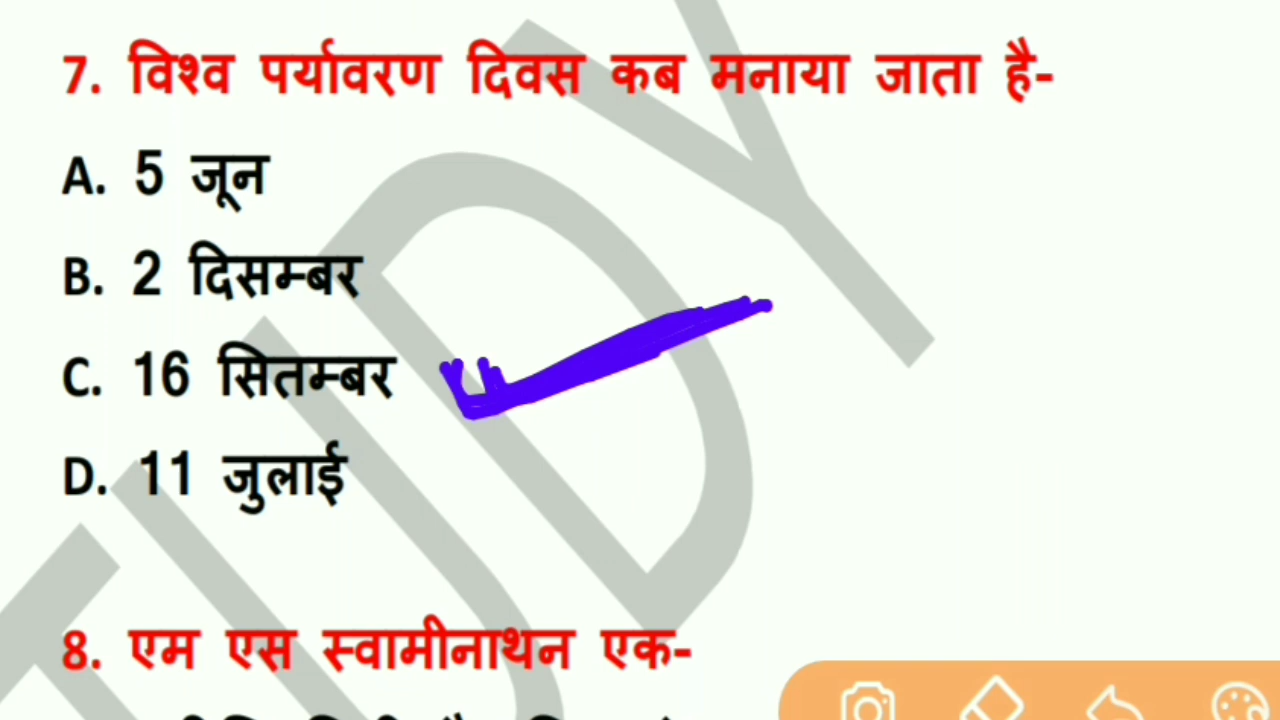 7. विश्व पर्यावरण दिवस कब मनाया जाता है-
A. 5 जून
B. 2 दिसम्बर
C. 16 सितम्बर
D. 11 जुलाई
8. एम एस स्वामीनाथन एक-